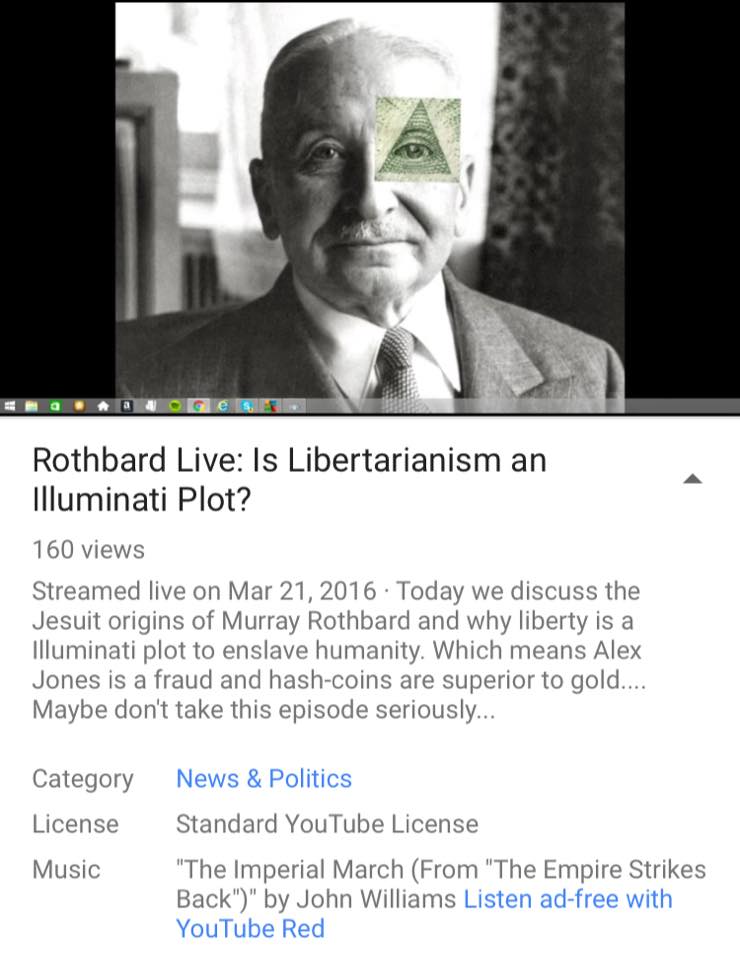 Rothbard Live: Is Libertarianism an
Illuminati Plot?
160 views
Streamed live on Mar 21, 2016 · Today we discuss the
Jesuit origins of Murray Rothbard and why liberty is a
Illuminati plot to enslave humanity. Which means Alex
Jones is a fraud and hash-coins are superior to gold....
Maybe don't take this episode seriously...
Category News & Politics
License Standard YouTube License
Music "The Imperial March (From "The Empire Strikes
Back")" by John Williams Listen ad-free with
YouTube Red